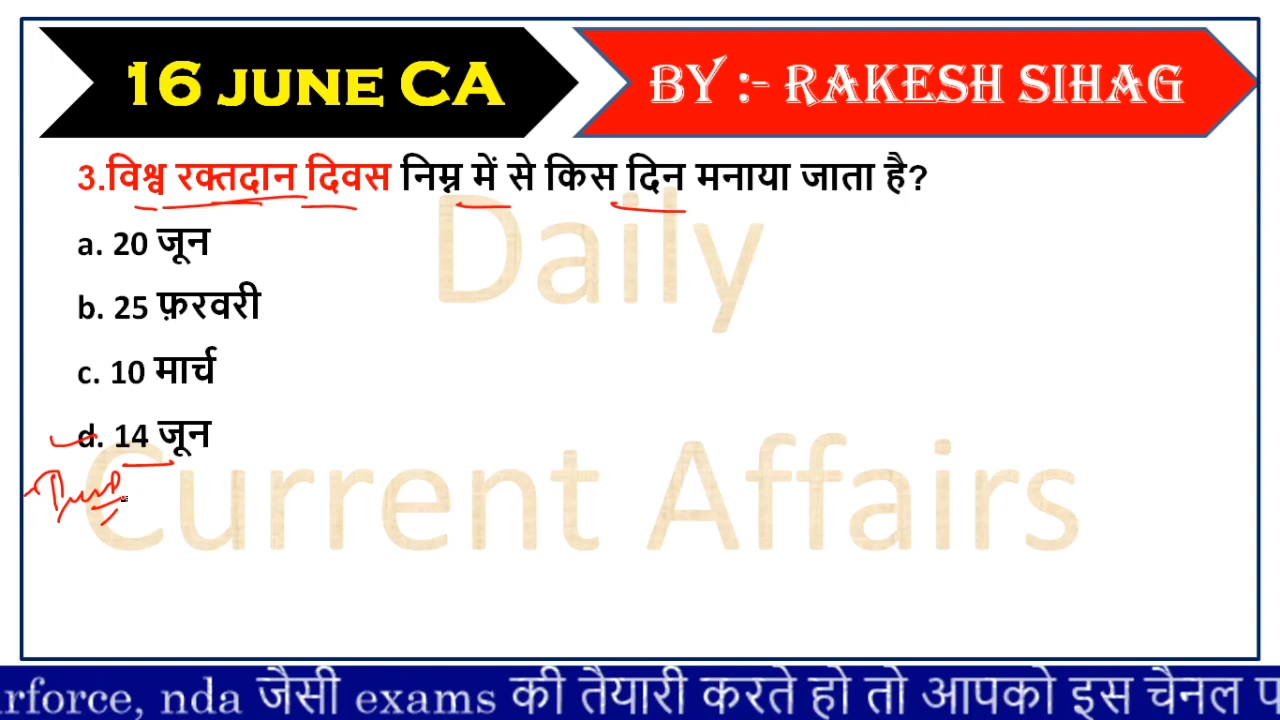 16 JUNE CA
BY :- RAKESH SIHAG
3.विश्व रक्तदान दिवस निम्न में से किस दिन मनाया जाता है?
a. 20 जून
b. 25 फ़रवरी
c. 10 मार्च
d. 14 जून
Daily
Current Affairs
rforce, nda जैसी exams की तैयारी करते हो तो आपको इस चैनल प